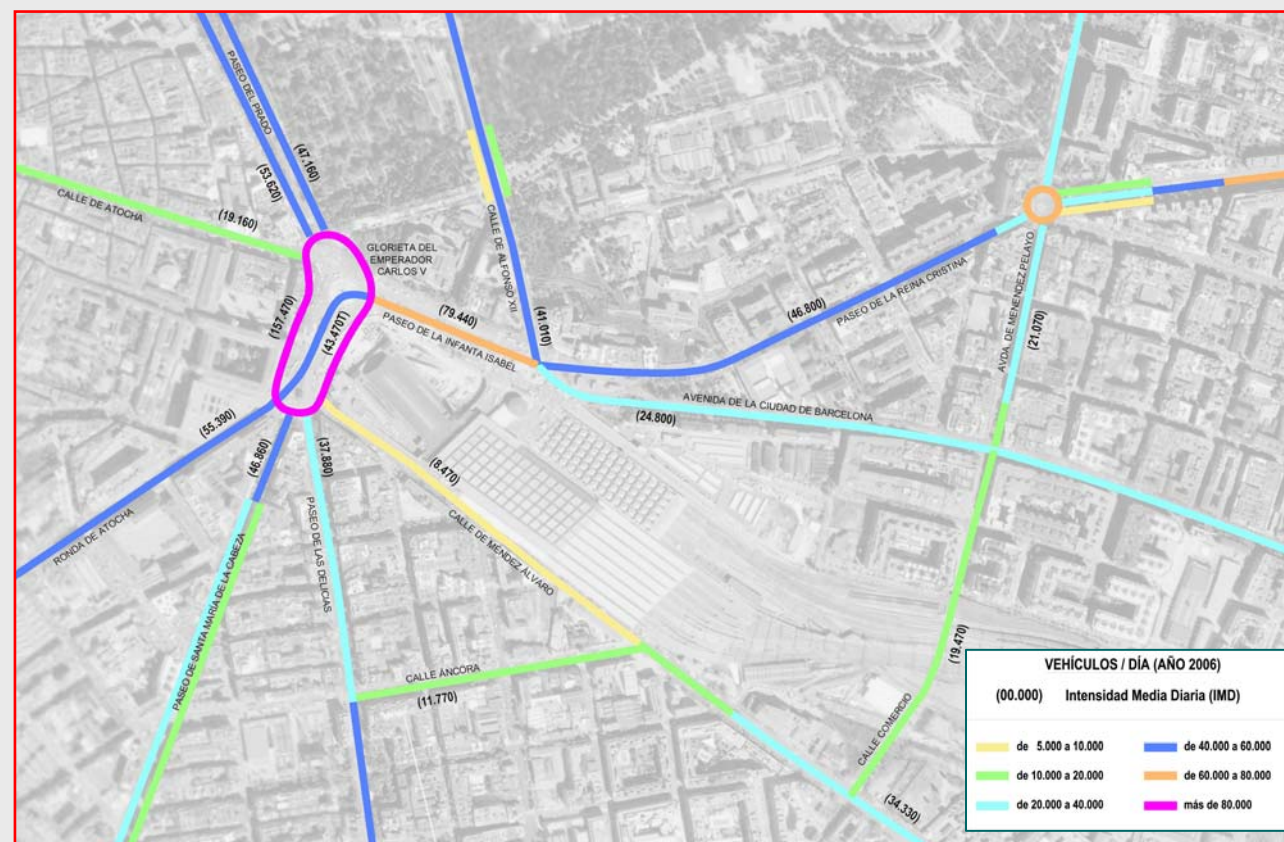 PASEO DEL PRADO
(47.160)
(53.620)
CALLE DE ATOCHA
(19.160)
GLORIETA DEL
EMPERADOR
CARLOS V
CALLE DE ALFONSO XII
(41.010)
(157.470)
(43.470T)
(79.440)
PASEO DE LA INFANTA ISABEL
(46.800)
PASEO DE LA REINA CRISTINA
AVDA. DE MENENDEZ PELAYO
(21.070)
AVENIDA DE LA CIUDAD DE BARCELONA
(24.800)
(55.390)
RONDA DE ATOCHA
(46.860)
PASEO DE SANTA MARIA DE LA CABEZA
(37.880)
PASEO DE LAS DELICIAS
(8.470)
CALLE DE MÉNDEZ ÁLVARO
CALLE ÁNCORA
(11.770)
(19.470)
CALLE COMERCIO
(34.330)
VEHÍCULOS / DÍA (AÑO 2006)
(00.000) Intensidad Media Diaria (IMD)
de 5.000 a 10.000
de 40.000 a 60.000
de 10.000 a 20.000
de 60.000 a 80.000
de 20.000 a 40.000
más de 80.000